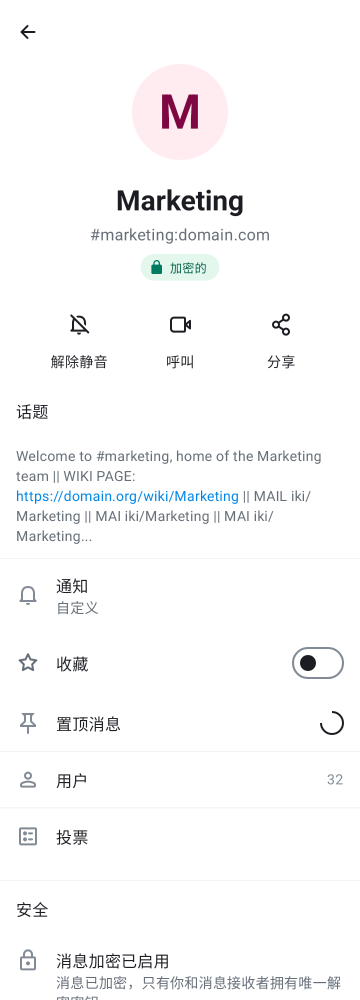 M
Marketing
#marketing:domain.com
加密的
解除静音
呼叫
分享
话题
Welcome to #marketing, home of the Marketing
team || WIKI PAGE:
https://domain.org/wiki/Marketing || MAIL iki/
Marketing || MAI iki/Marketing || MAI iki/
Marketing...
通知
自定义
收藏
置顶消息
用户 32
投票
安全
消息加密已启用
消息已加密，只有你和消息接收者拥有唯一解